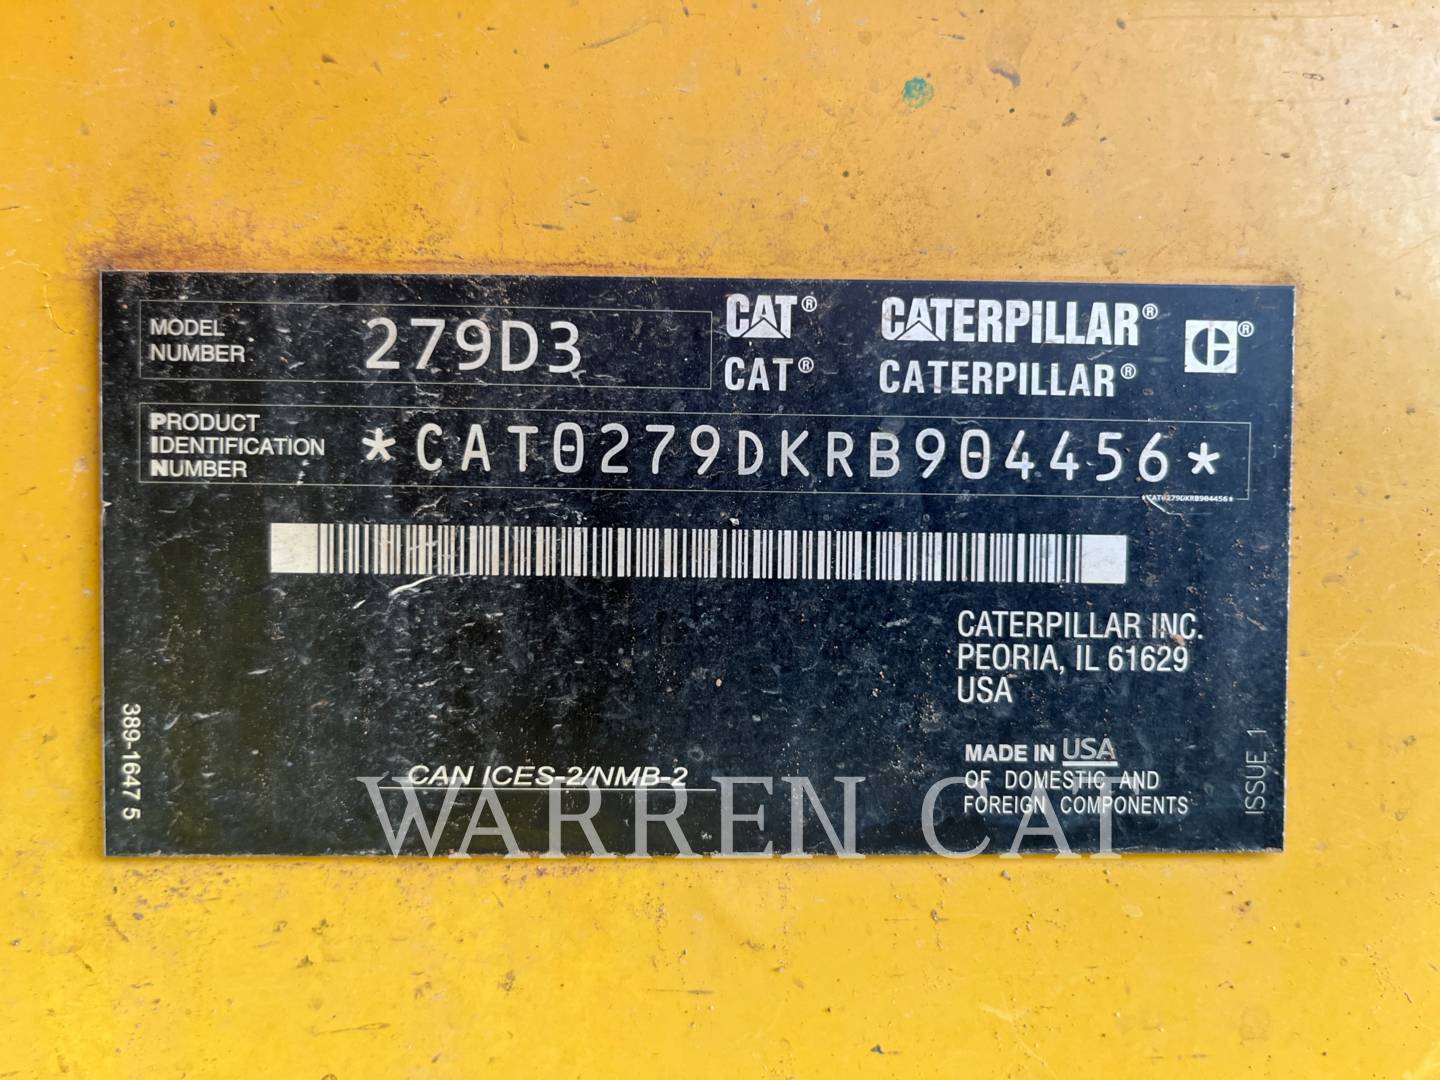 MODEL
NUMBER
279D3
CAT® CATERPILLAR® ®
CAT® CATERPILLAR®
PRODUCT
IDENTIFICATION
NUMBER
*CAT0279DKRB904456*
*CAT0279DKRB904456*
CATERPILLAR INC.
PEORIA, IL 61629
USA
MADE IN USA
OF DOMESTIC AND
FOREIGN COMPONENTS
CAN ICES-2/NMB-2
389-1647 5
ISSUE 1
WARREN CAT